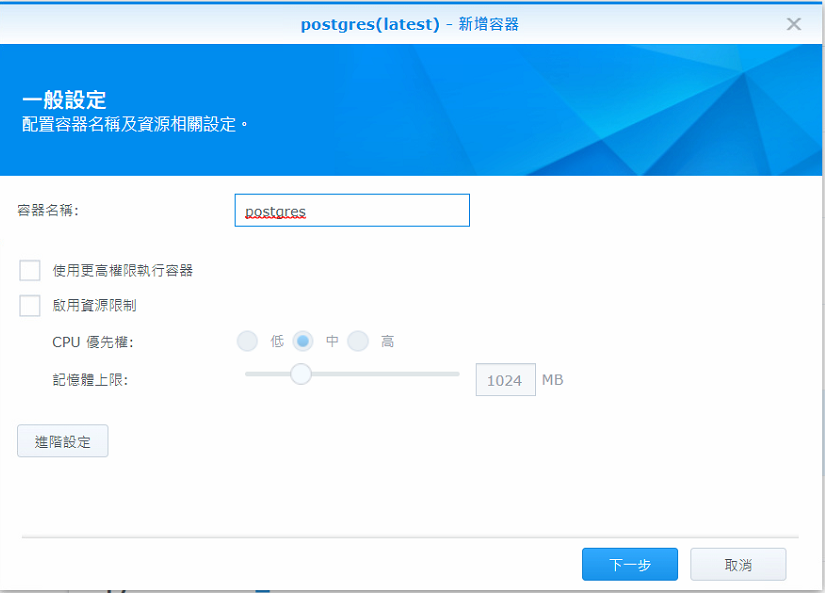 postgres(latest) - 新增容器
一般設定
配置容器名稱及資源相關設定。
容器名稱: postgres
使用更高權限執行容器
啟用資源限制
CPU 優先權: 低 中 高
記憶體上限: 1024 MB
進階設定
下一步 取消